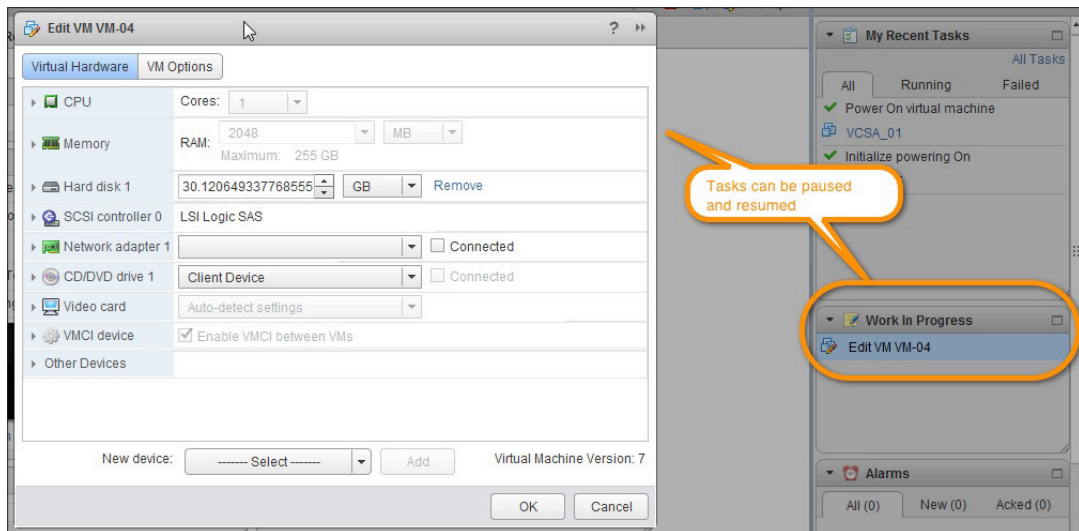 Edit VM VM-04
?
Virtual Hardware
VM Options
CPU
Cores: 1
Memory
RAM: 2048 MB
Maximum: 255 GB
Hard disk 1
30.120649337768555 GB Remove
SCSI controller 0
LSI Logic SAS
Network adapter 1
Connected
CD/DVD drive 1
Client Device
Connected
Video card
Auto-detect settings
VMCI device
Enable VMCI between VMs
Other Devices
New device:
------- Select -------
Add
Virtual Machine Version: 7
OK
Cancel
Tasks can be paused
and resumed
My Recent Tasks
All Tasks
All
Running
Failed
Power On virtual machine
VCSA_01
Initialize powering On
Work In Progress
Edit VM VM-04
Alarms
All (0)
New (0)
Acked (0)